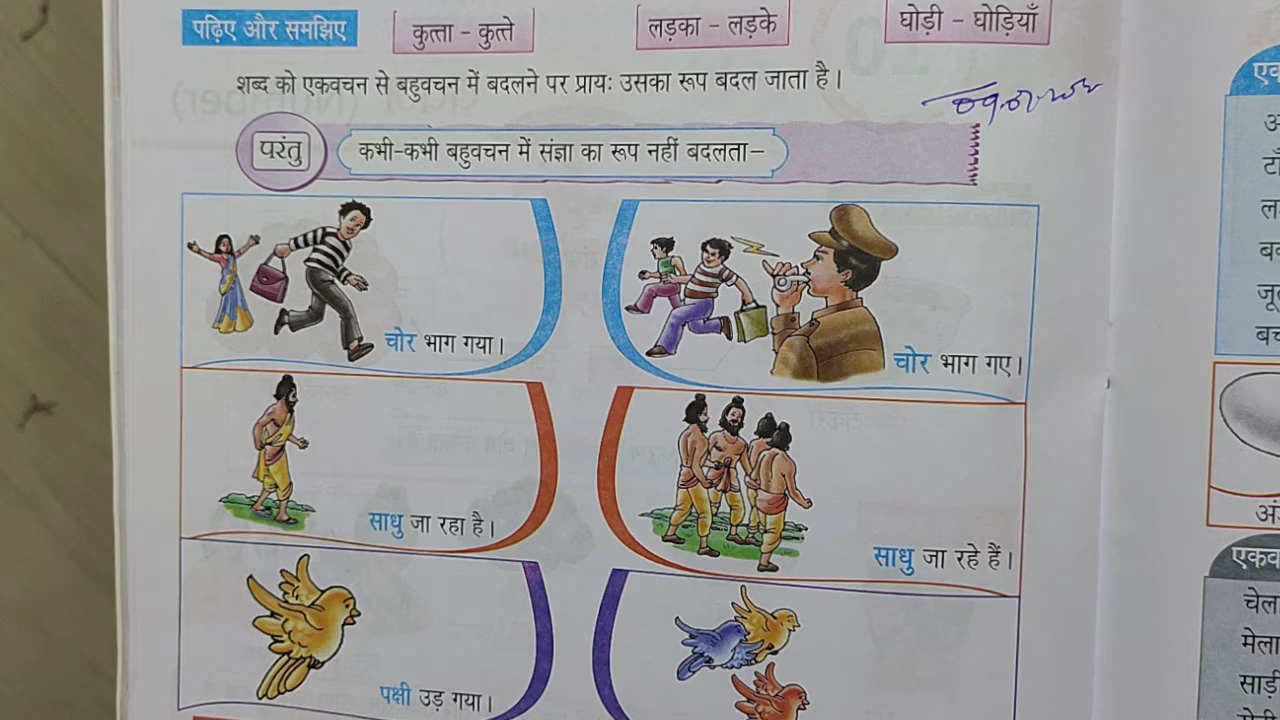 पढ़िए और समझिए
कुत्ता - कुत्ते
लड़का - लड़के
घोड़ी - घोड़ियाँ
शब्द को एकवचन से बहुवचन में बदलने पर प्रायः उसका रूप बदल जाता है।
परंतु
कभी-कभी बहुवचन में संज्ञा का रूप नहीं बदलता–
चोर भाग गया।
चोर भाग गए।
साधु जा रहा है।
साधु जा रहे हैं।
पक्षी उड़ गया।